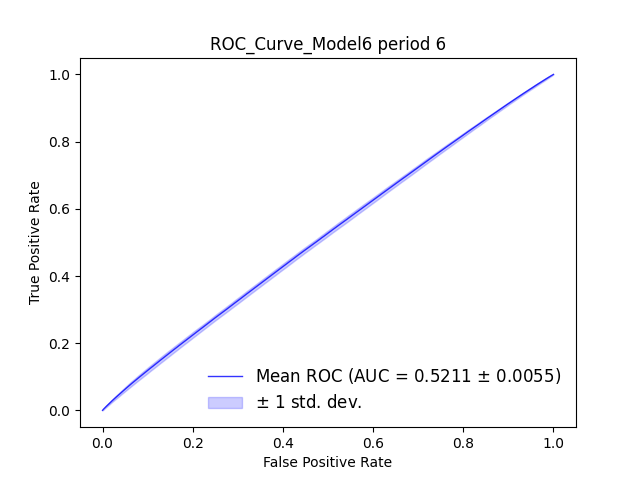 ROC_Curve_Model6 period 6
1.0
0.8
0.6
0.4
0.2
0.0
True Positive Rate
Mean ROC (AUC = 0.5211 ± 0.0055)
± 1 std. dev.
0.0 0.2 0.4 0.6 0.8 1.0
False Positive Rate